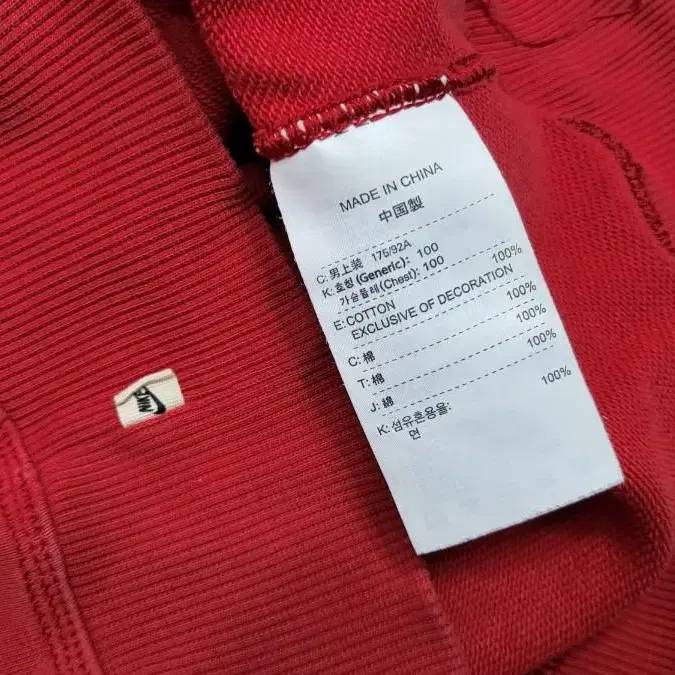 MADE IN CHINA
中国製
C: 男上装 175/92A
K: 호칭 (Generic): 100
가슴둘레(Chest): 100
E: COTTON 100%
EXCLUSIVE OF DECORATION
C: 棉 100%
T: 棉 100%
J: 綿 100%
K: 섬유혼용율:
면 100%
NIKE